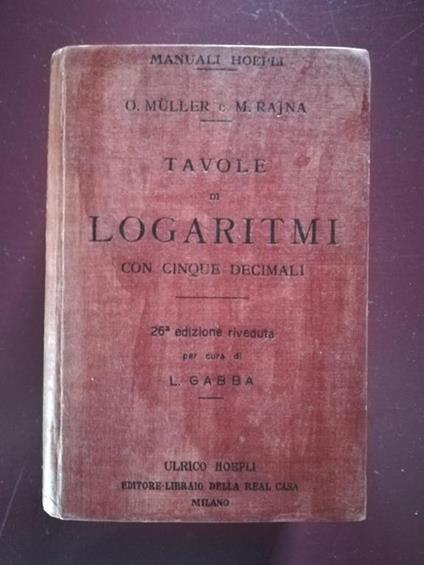 MANUALI HOEPLI
O. MÜLLER e M. RAJNA
TAVOLE
DI
LOGARITMI
CON CINQUE DECIMALI
26ª edizione riveduta
per cura di
L. GABBA
ULRICO HOEPLI
EDITORE-LIBRAIO DELLA REAL CASA
MILANO